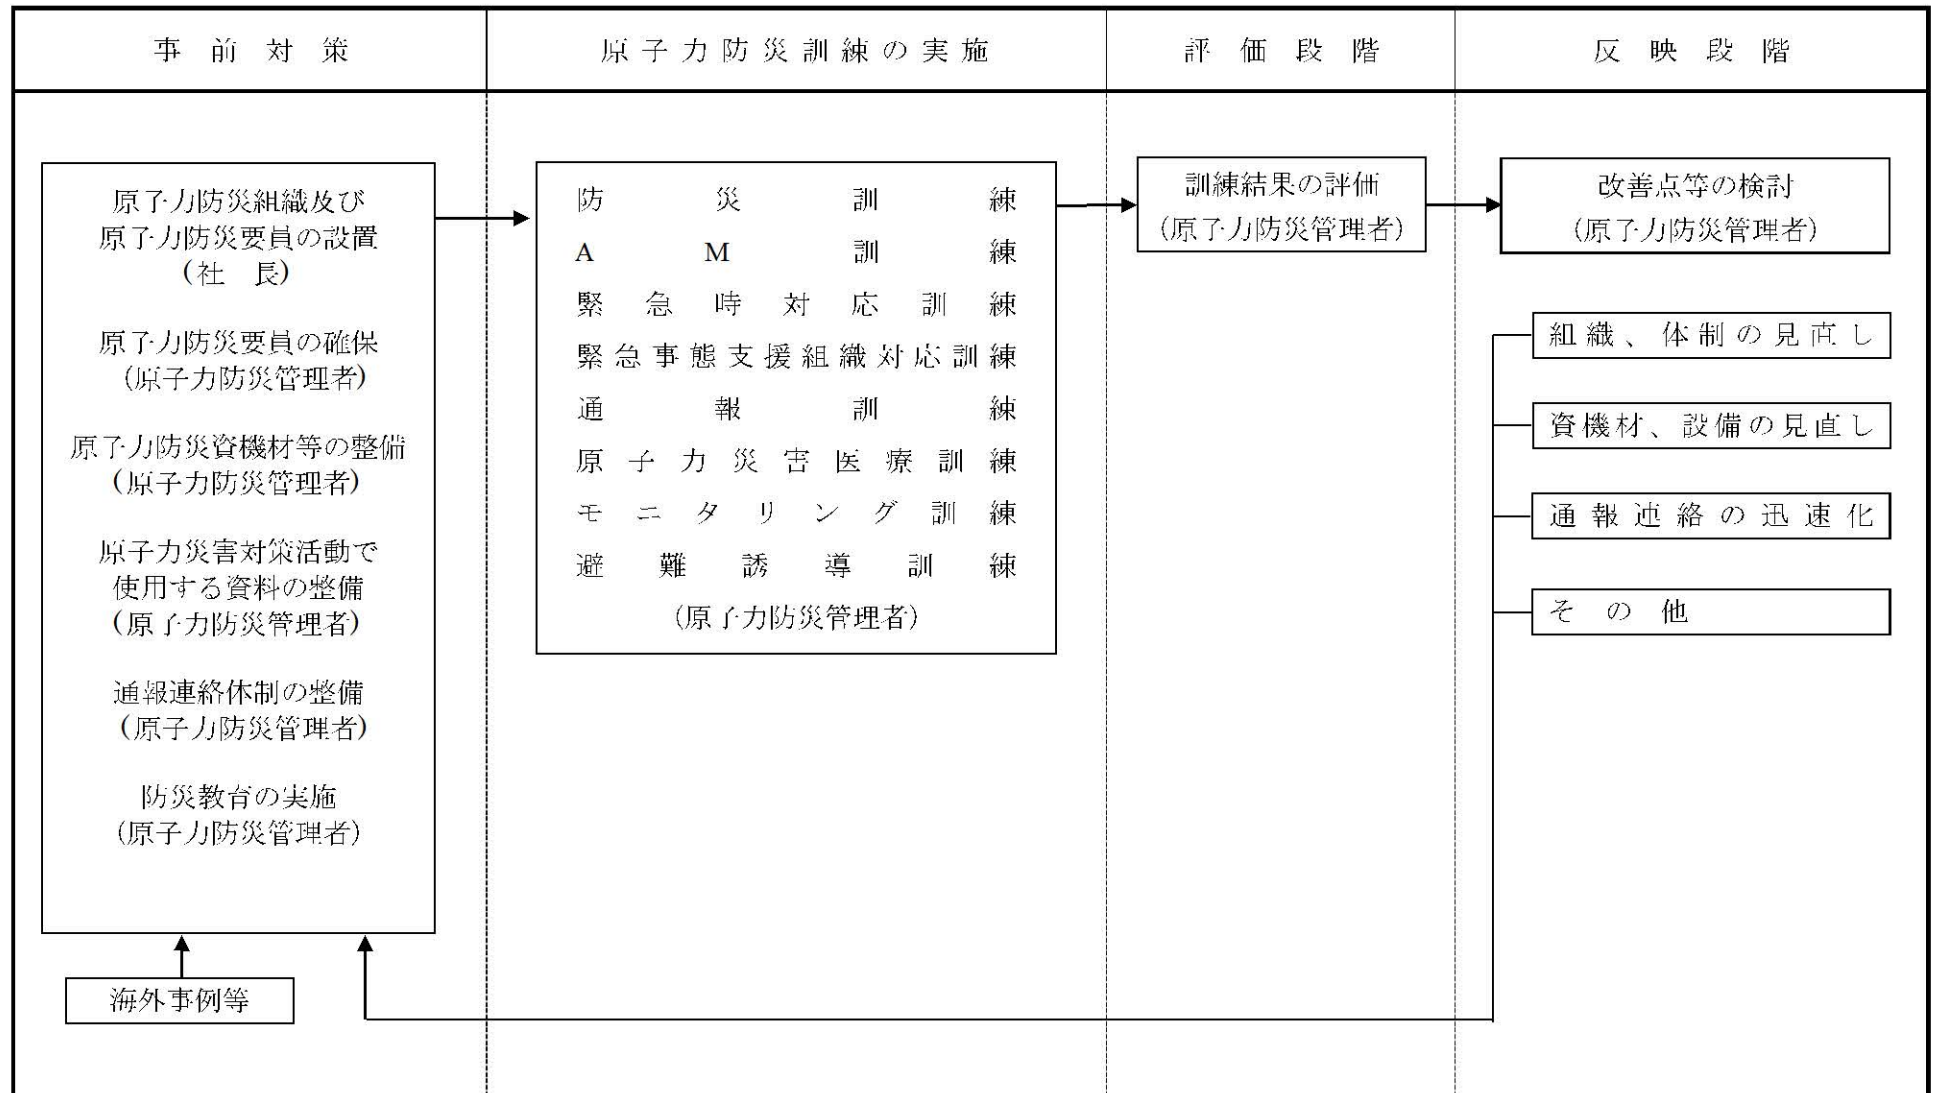 事前対策
原子力防災訓練の実施
評価段階
反映段階
原子力防災組織及び
原子力防災要員の設置
(社　長)
原子力防災要員の確保
(原子力防災管理者)
原子力防災資機材等の整備
(原子力防災管理者)
原子力災害対策活動で
使用する資料の整備
(原子力防災管理者)
通報連絡体制の整備
(原子力防災管理者)
防災教育の実施
(原子力防災管理者)
海外事例等
防災訓練
AM訓練
緊急時対応訓練
緊急事態支援組織対応訓練
通報訓練
原子力災害医療訓練
モニタリング訓練
避難誘導訓練
(原子力防災管理者)
訓練結果の評価
(原子力防災管理者)
改善点等の検討
(原子力防災管理者)
組織、体制の見直し
資機材、設備の見直し
通報連絡の迅速化
その他